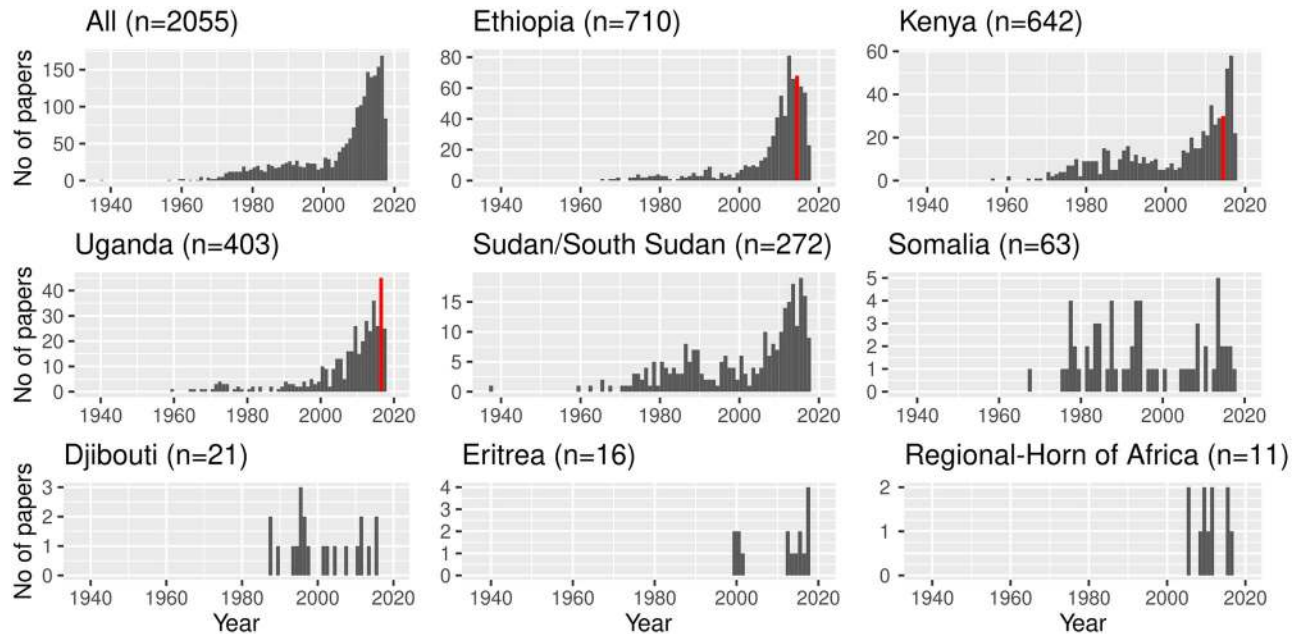 All (n=2055)
Ethiopia (n=710)
Kenya (n=642)
No of papers
150
100
50
0
80
60
40
20
0
60
40
20
0
1940 1960 1980 2000 2020
1940 1960 1980 2000 2020
1940 1960 1980 2000 2020
Uganda (n=403)
Sudan/South Sudan (n=272)
Somalia (n=63)
No of papers
40
30
20
10
0
15
10
5
0
5
4
3
2
1
0
1940 1960 1980 2000 2020
1940 1960 1980 2000 2020
1940 1960 1980 2000 2020
Djibouti (n=21)
Eritrea (n=16)
Regional-Horn of Africa (n=11)
No of papers
3
2
1
0
4
3
2
1
0
2
1
0
1940 1960 1980 2000 2020
1940 1960 1980 2000 2020
1940 1960 1980 2000 2020
Year
Year
Year